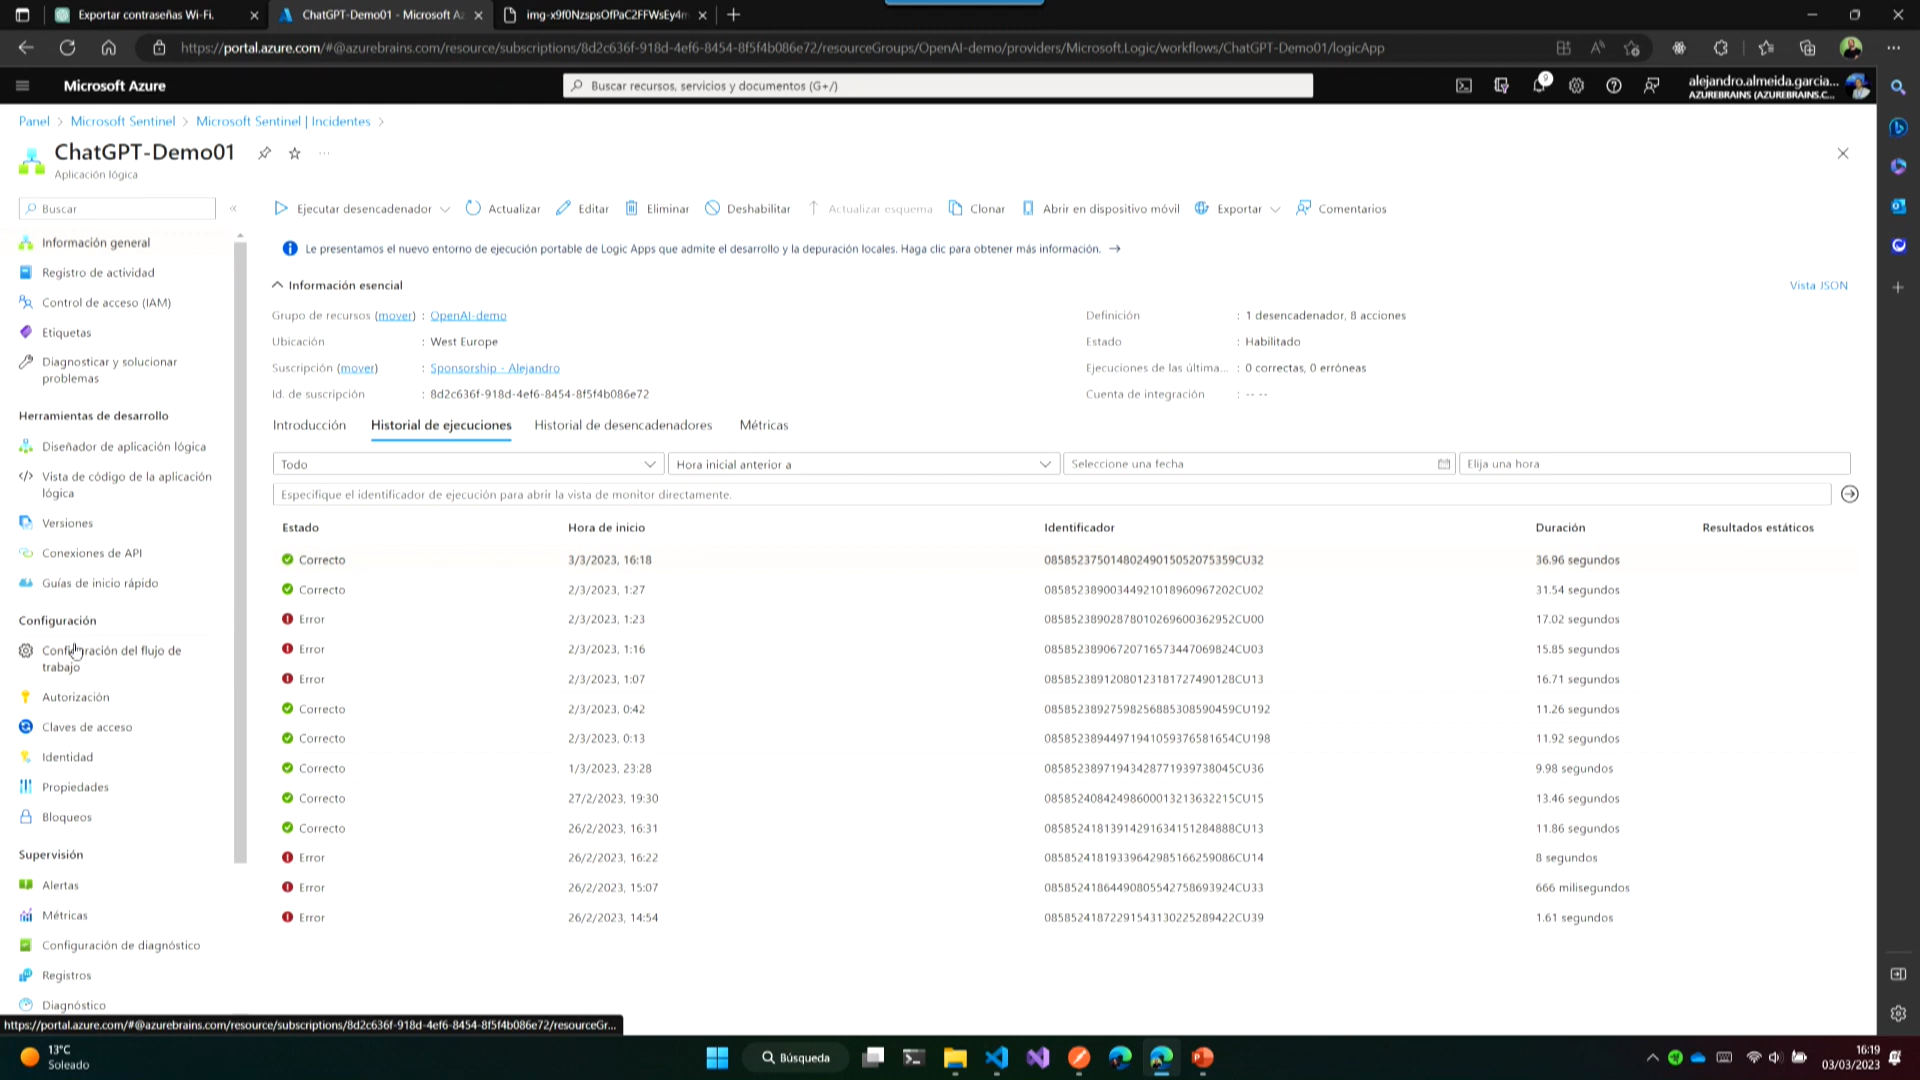 Exportar contraseñas Wi-Fi.
ChatGPT-Demo01 - Microsoft A
img-x9f0NzspsOfPaC2FFWsEy4m
https://portal.azure.com/#@azurebrains.com/resource/subscriptions/8d2c636f-918d-4ef6-8454-8f5f4b086e72/resourceGroups/OpenAI-demo/providers/Microsoft.Logic/workflows/ChatGPT-Demo01/logicApp
Microsoft Azure
Buscar recursos, servicios y documentos (G+/)
9
alejandro.almeida.garcia...
AZUREBRAINS (AZUREBRAINS.C...
Panel > Microsoft Sentinel > Microsoft Sentinel | Incidentes >
ChatGPT-Demo01
Aplicación lógica
Buscar
Ejecutar desencadenador
Actualizar
Editar
Eliminar
Deshabilitar
Actualizar esquema
Clonar
Abrir en dispositivo móvil
Exportar
Comentarios
Le presentamos el nuevo entorno de ejecución portable de Logic Apps que admite el desarrollo y la depuración locales. Haga clic para obtener más información. →
Información general
Registro de actividad
Control de acceso (IAM)
Etiquetas
Diagnosticar y solucionar
problemas
Herramientas de desarrollo
Diseñador de aplicación lógica
Vista de código de la aplicación
lógica
Versiones
Conexiones de API
Guías de inicio rápido
Configuración
Configuración del flujo de
trabajo
Autorización
Claves de acceso
Identidad
Propiedades
Bloqueos
Supervisión
Alertas
Métricas
Configuración de diagnóstico
Registros
Diagnóstico
Información esencial
Vista JSON
Grupo de recursos (mover) : OpenAI-demo
Ubicación : West Europe
Suscripción (mover) : Sponsorship - Alejandro
Id. de suscripción : 8d2c636f-918d-4ef6-8454-8f5f4b086e72
Definición : 1 desencadenador, 8 acciones
Estado : Habilitado
Ejecuciones de las última... : 0 correctas, 0 erróneas
Cuenta de integración : -- --
Introducción Historial de ejecuciones Historial de desencadenadores Métricas
Todo
Hora inicial anterior a
Seleccione una fecha
Elija una hora
Especifique el identificador de ejecución para abrir la vista de monitor directamente.
Estado Hora de inicio Identificador Duración Resultados estáticos
Correcto 3/3/2023, 16:18 08585237501480249015052075359CU32 36.96 segundos
Correcto 2/3/2023, 1:27 08585238900344921018960967202CU02 31.54 segundos
Error 2/3/2023, 1:23 08585238902878010269600362952CU00 17.02 segundos
Error 2/3/2023, 1:16 08585238906720716573447069824CU03 15.85 segundos
Error 2/3/2023, 1:07 08585238912080123181727490128CU13 16.71 segundos
Correcto 2/3/2023, 0:42 08585238927598256885308590459CU192 11.26 segundos
Correcto 2/3/2023, 0:13 08585238944971941059376581654CU198 11.92 segundos
Correcto 1/3/2023, 23:28 08585238971943428771939738045CU36 9.98 segundos
Correcto 27/2/2023, 19:30 08585240842498600013213632215CU15 13.46 segundos
Correcto 26/2/2023, 16:31 08585241813914291634151284888CU13 11.86 segundos
Error 26/2/2023, 16:22 08585241819339642985166259086CU14 8 segundos
Error 26/2/2023, 15:07 08585241864490805542758693924CU33 666 milisegundos
Error 26/2/2023, 14:54 08585241872291543130225289422CU39 1.61 segundos
https://portal.azure.com/#@azurebrains.com/resource/subscriptions/8d2c636f-918d-4ef6-8454-8f5f4b086e72/resourceGr...
13°C
Soleado
Búsqueda
16:19
03/03/2023